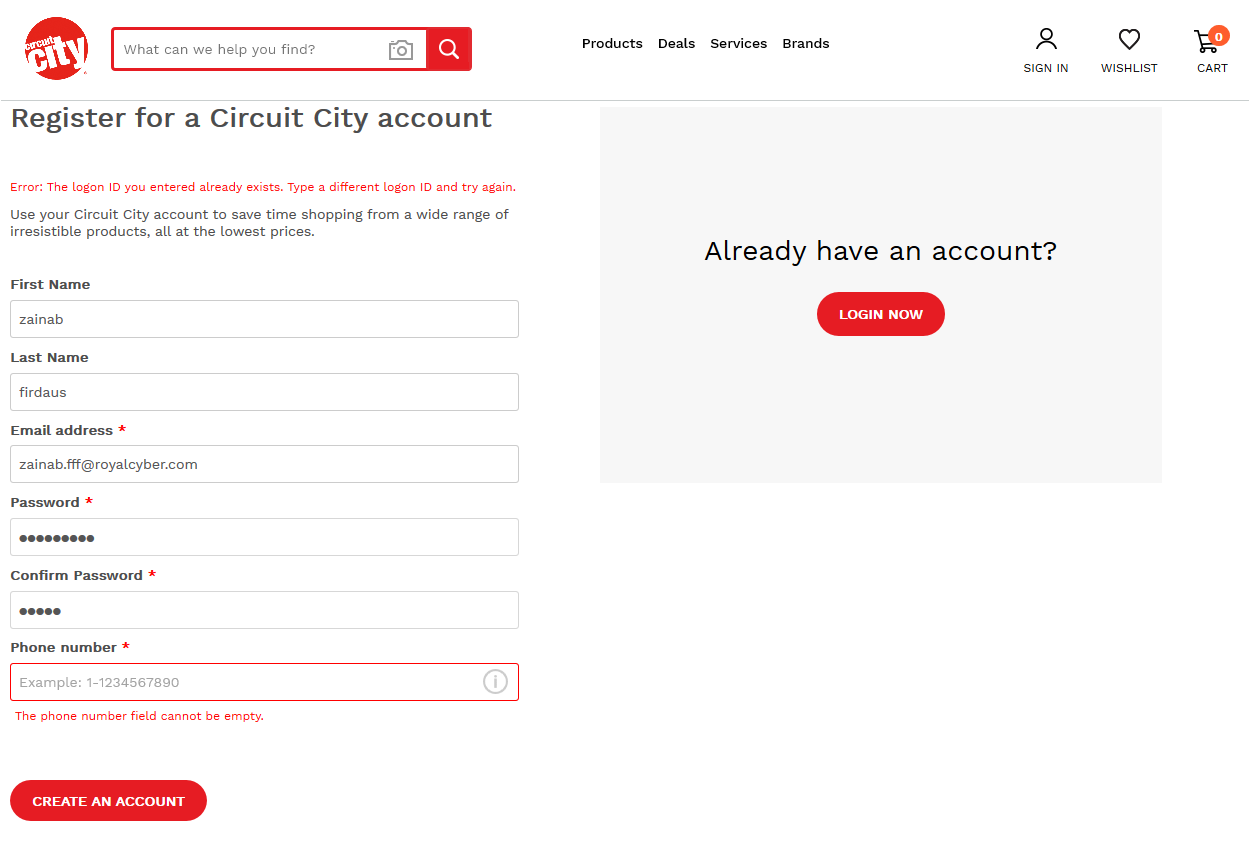 circuit
city
What can we help you find?
Products Deals Services Brands
0
SIGN IN WISHLIST CART
Register for a Circuit City account
Error: The logon ID you entered already exists. Type a different logon ID and try again.
Use your Circuit City account to save time shopping from a wide range of
irresistible products, all at the lowest prices.
First Name
zainab
Last Name
firdaus
Email address *
zainab.fff@royalcyber.com
Password *
●●●●●●●●●
Confirm Password *
●●●●●
Phone number *
Example: 1-1234567890
The phone number field cannot be empty.
CREATE AN ACCOUNT
Already have an account?
LOGIN NOW